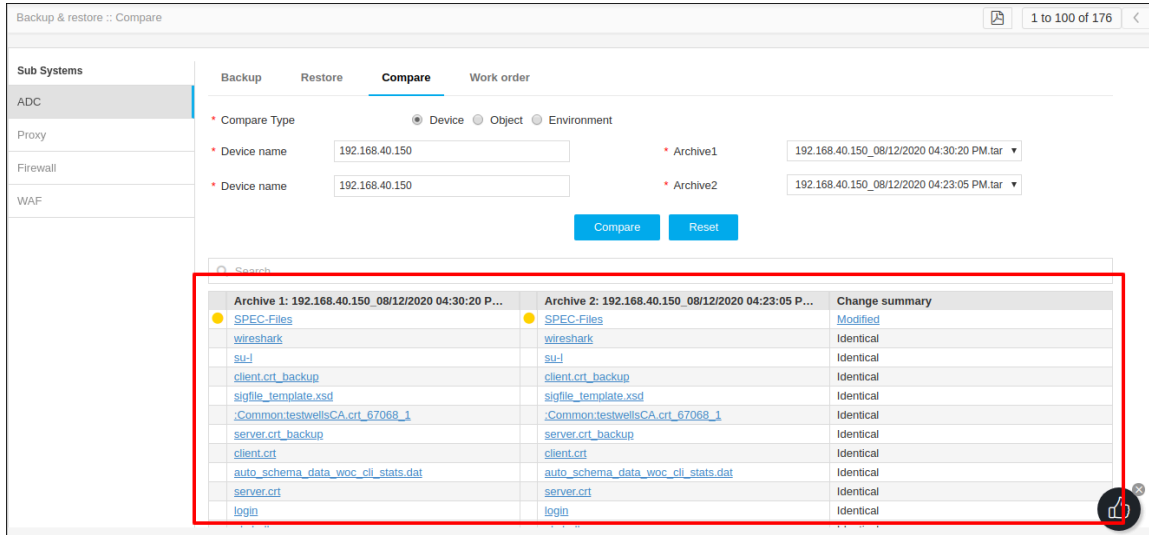 Backup & restore :: Compare 1 to 100 of 176
Sub Systems
ADC
Proxy
Firewall
WAF
Backup Restore Compare Work order
* Compare Type Device Object Environment
* Device name 192.168.40.150 * Archive1 192.168.40.150_08/12/2020 04:30:20 PM.tar
* Device name 192.168.40.150 * Archive2 192.168.40.150_08/12/2020 04:23:05 PM.tar
Compare Reset
Search
Archive 1: 192.168.40.150_08/12/2020 04:30:20 P... Archive 2: 192.168.40.150_08/12/2020 04:23:05 P... Change summary
SPEC-Files SPEC-Files Modified
wireshark wireshark Identical
su-l su-l Identical
client.crt_backup client.crt_backup Identical
sigfile_template.xsd sigfile_template.xsd Identical
:Common:testwellsCA.crt_67068_1 :Common:testwellsCA.crt_67068_1 Identical
server.crt_backup server.crt_backup Identical
client.crt client.crt Identical
auto_schema_data_woc_cli_stats.dat auto_schema_data_woc_cli_stats.dat Identical
server.crt server.crt Identical
login login Identical